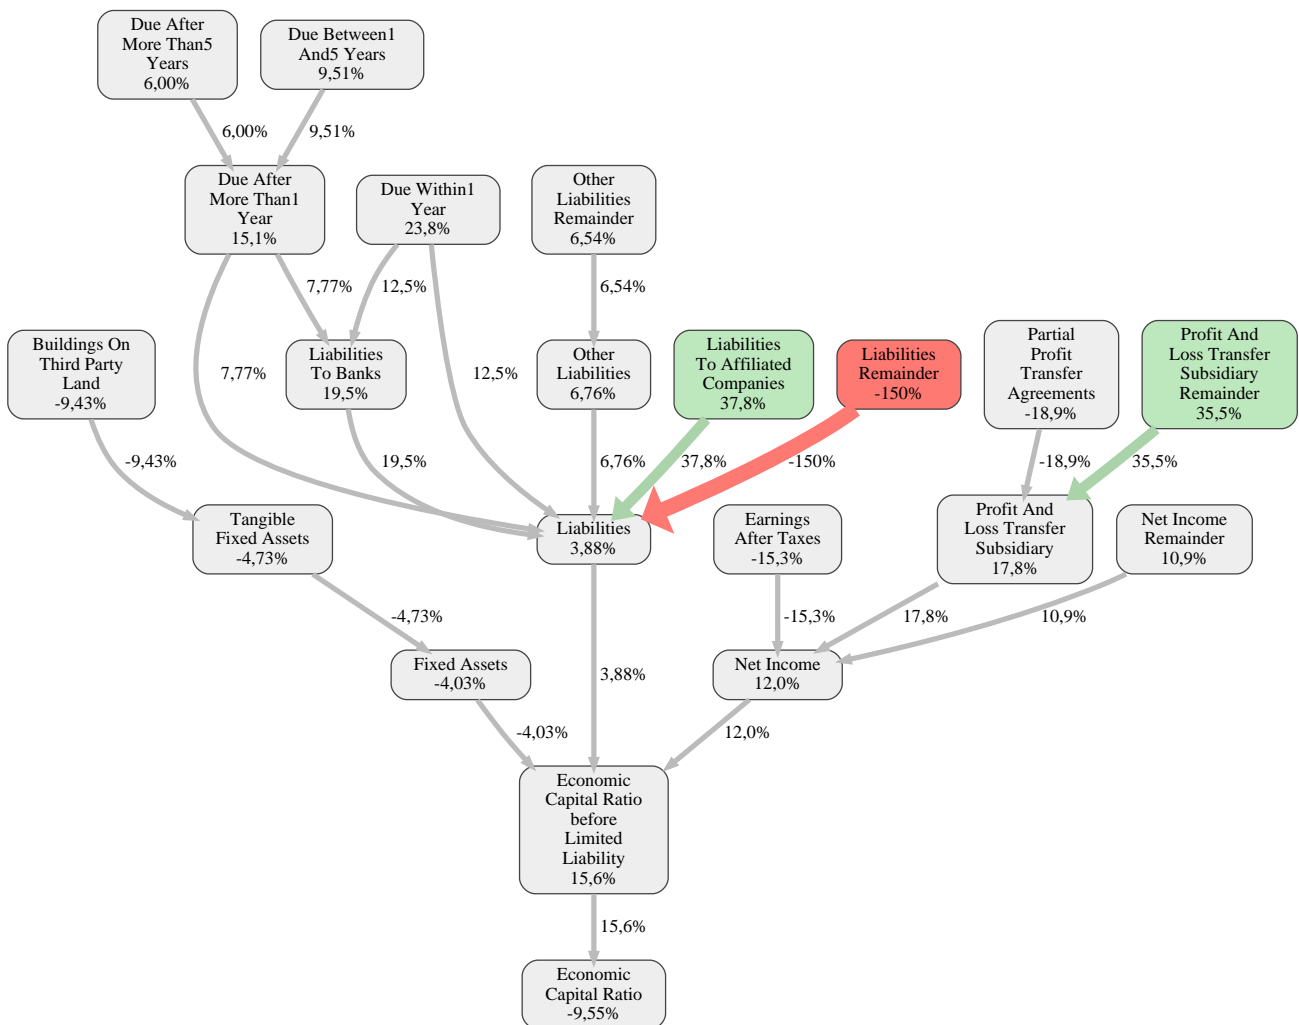 Due After
More Than5
Years
6,00%
Due Between1
And5 Years
9,51%
6,00%
9,51%
Due After
More Than1
Year
15,1%
Due Within1
Year
23,8%
Other
Liabilities
Remainder
6,54%
7,77%
12,5%
6,54%
Buildings On
Third Party
Land
-9,43%
Liabilities
To Banks
19,5%
Other
Liabilities
6,76%
Liabilities
To Affiliated
Companies
37,8%
Liabilities
Remainder
-150%
Partial
Profit
Transfer
Agreements
-18,9%
Profit And
Loss Transfer
Subsidiary
Remainder
35,5%
7,77%
12,5%
-9,43%
19,5%
6,76%
37,8%
-150%
-18,9%
35,5%
Tangible
Fixed Assets
-4,73%
Liabilities
3,88%
Earnings
After Taxes
-15,3%
Profit And
Loss Transfer
Subsidiary
17,8%
Net Income
Remainder
10,9%
-4,73%
-15,3%
17,8%
10,9%
Fixed Assets
-4,03%
3,88%
Net Income
12,0%
-4,03%
12,0%
Economic
Capital Ratio
before
Limited
Liability
15,6%
15,6%
Economic
Capital Ratio
-9,55%